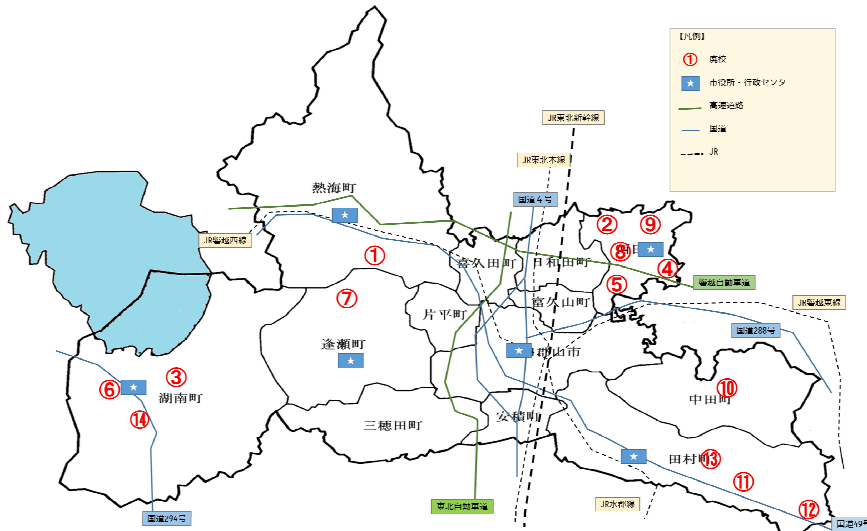 【凡例】
① 廃校
市役所・行政センタ
高速道路
国道
JR
JR東北新幹線
JR東北本線
国道４号
熱海町
JR磐越西線
②
⑨
⑧
④
⑤
①
喜久田町
日和田町
磐越自動車道
⑦
片平町
富久山町
JR磐越東線
国道288号
逢瀬町
郡山市
③
⑥
湖南町
⑭
⑩
中田町
三穂田町
安積町
田村町
⑬
⑪
⑫
東北自動車道
JR水郡線
国道294号
国道49号